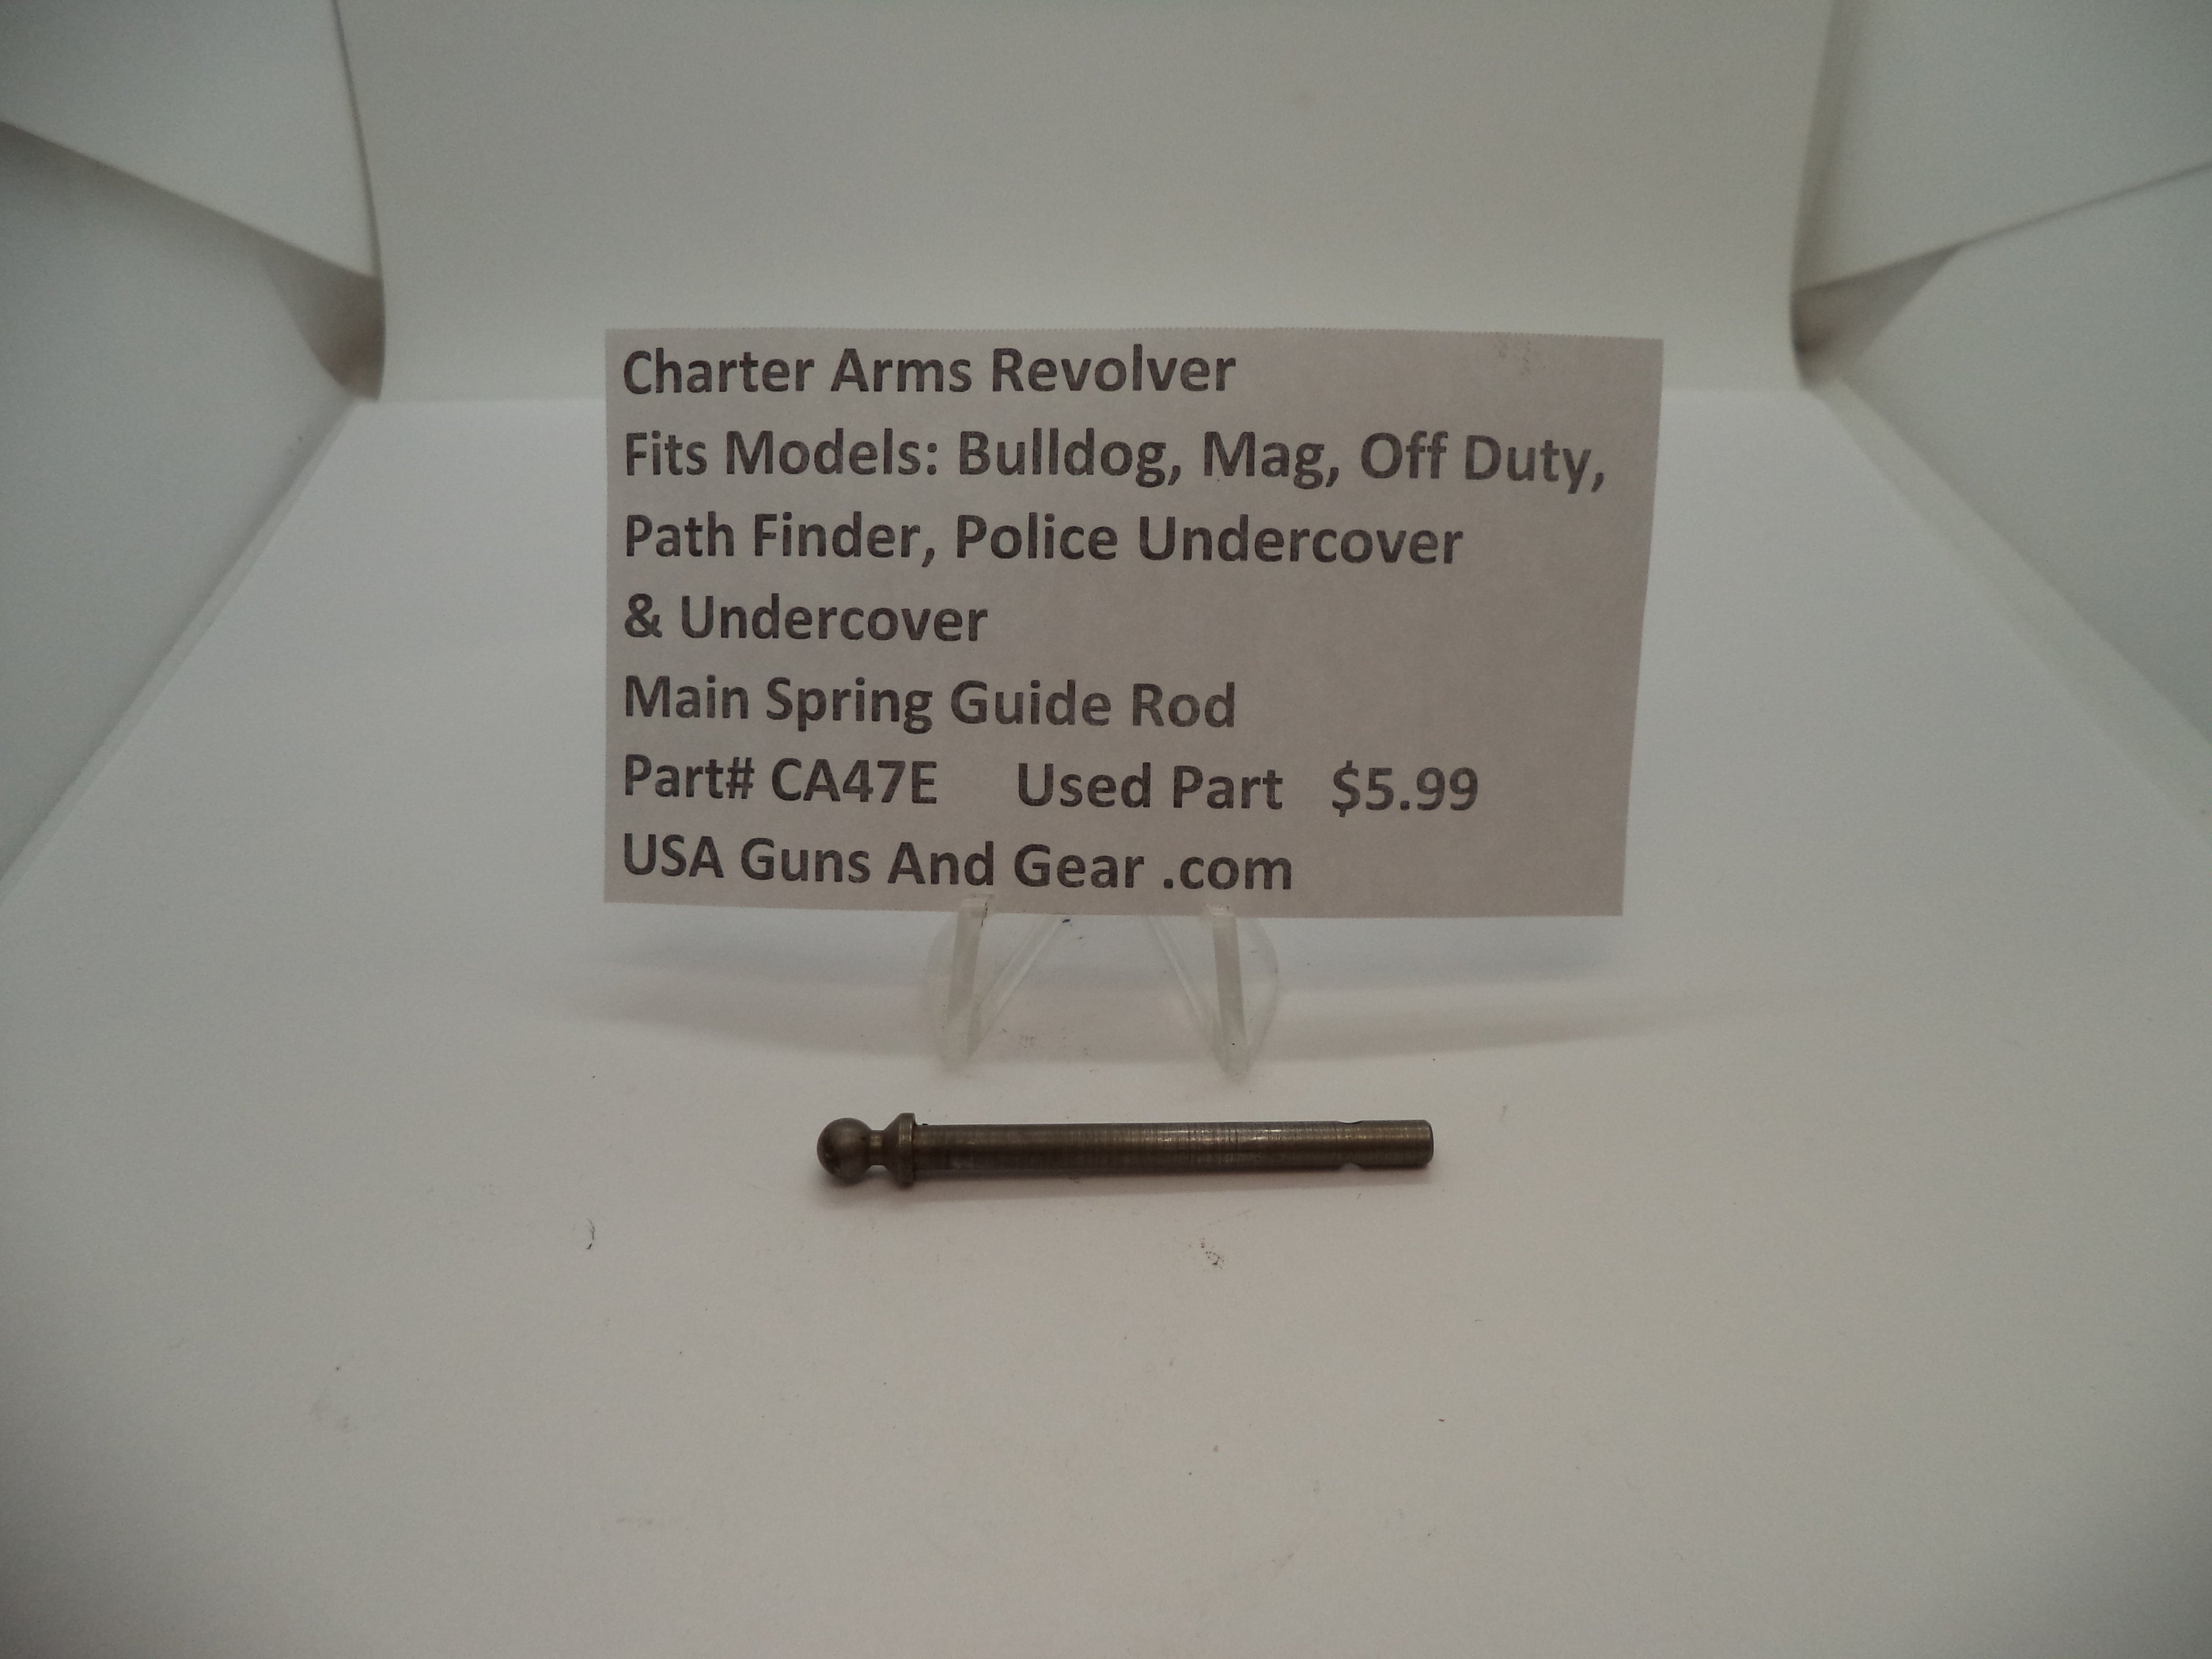 Charter Arms Revolver
Fits Models: Bulldog, Mag, Off Duty,
Path Finder, Police Undercover
& Undercover
Main Spring Guide Rod
Part# CA47E Used Part $5.99
USA Guns And Gear .com